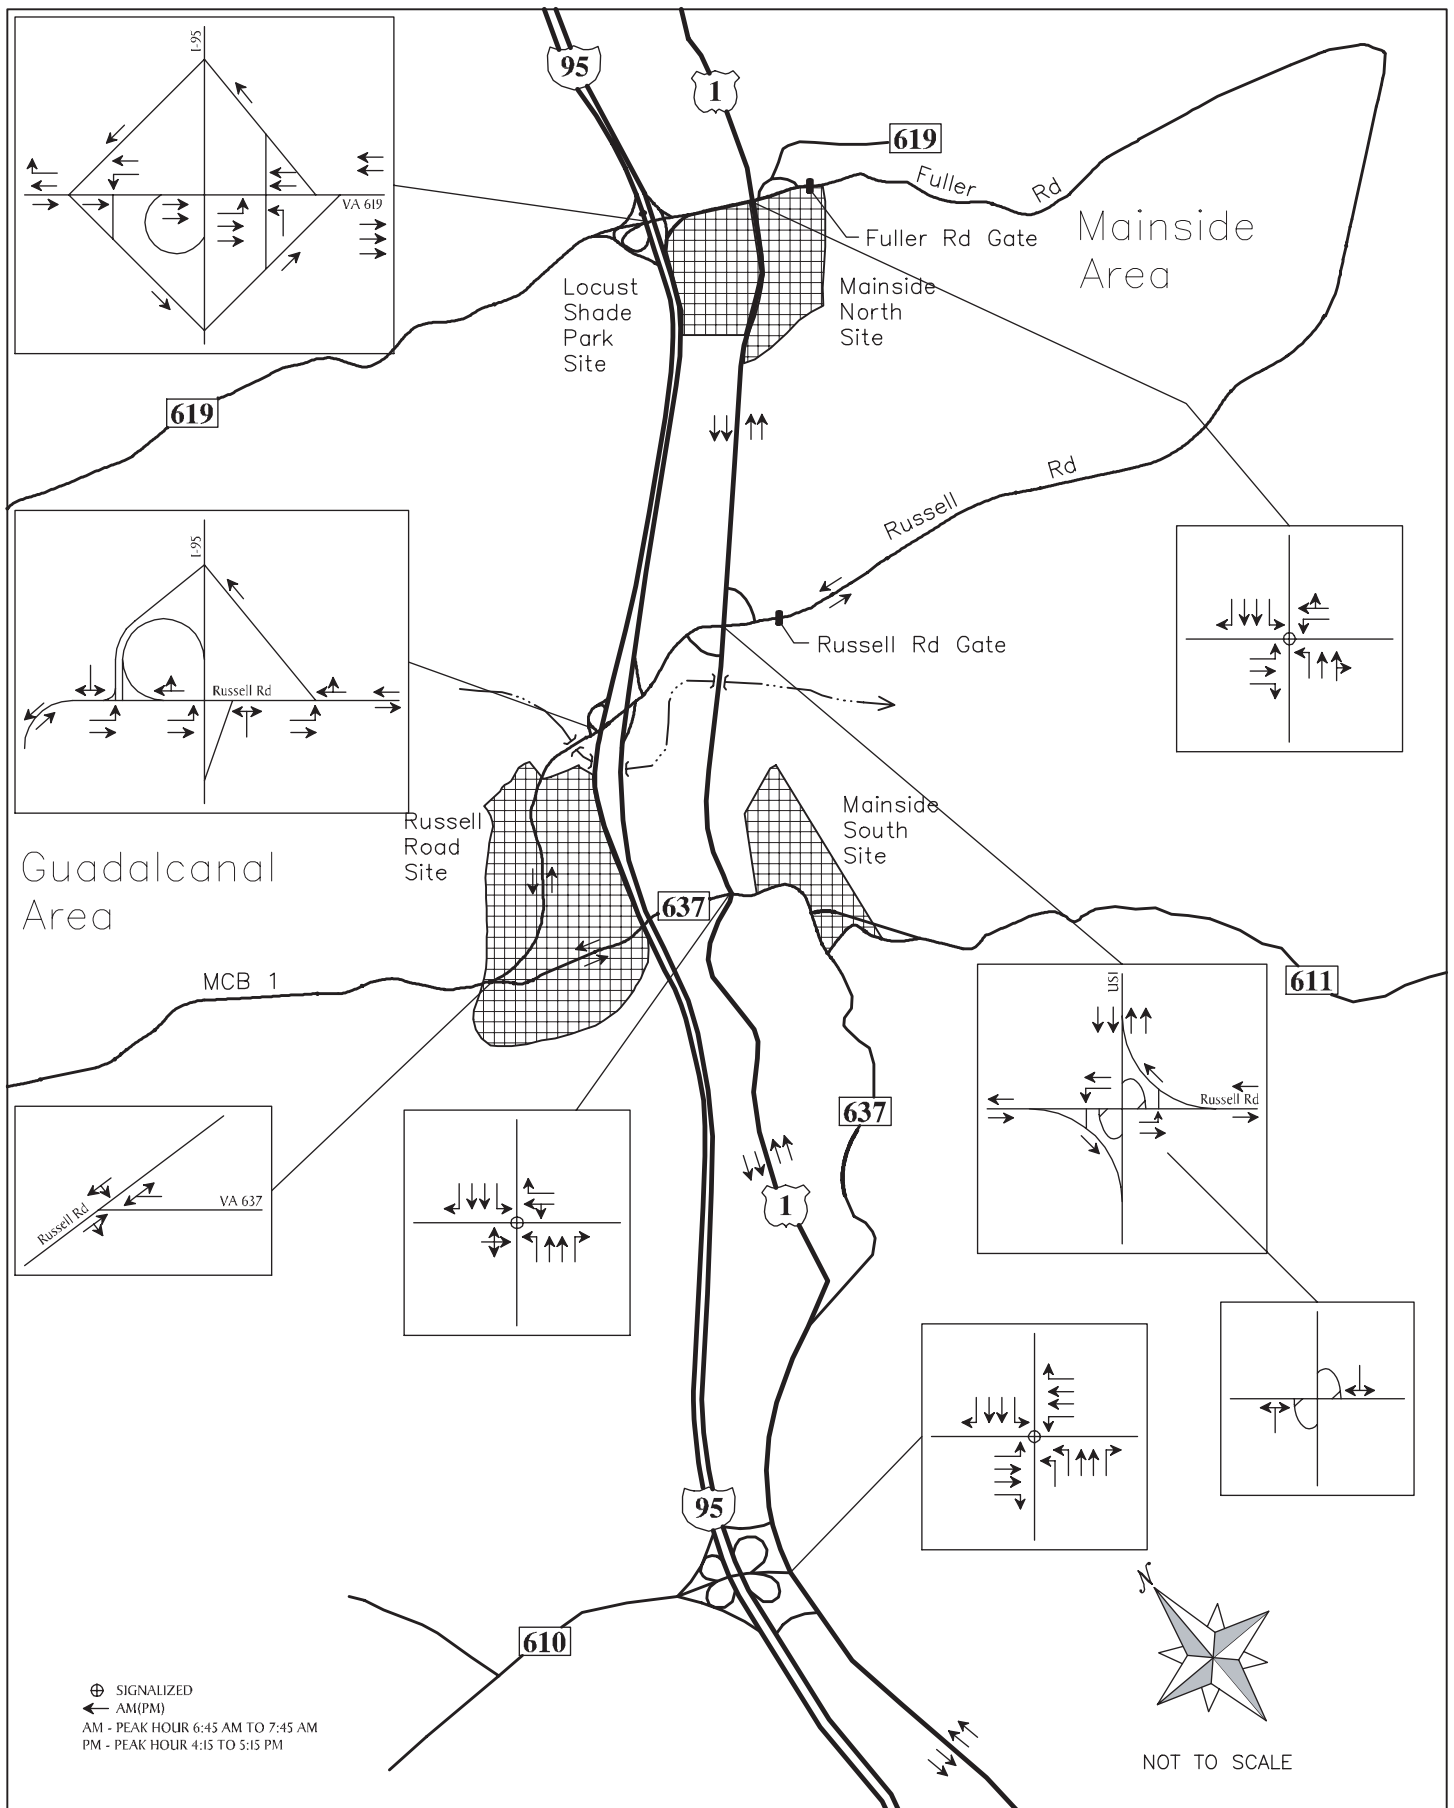 I-95
VA 619
95
1
619
Fuller
Rd
Fuller Rd Gate
Mainside
Area
Locust
Shade
Park
Site
Mainside
North
Site
619
Rd
Russell
I-95
Russell Rd
Russell Rd Gate
Russell
Road
Site
Mainside
South
Site
Guadalcanal
Area
637
MCB 1
611
US1
Russell Rd
637
Russell Rd
VA 637
1
95
610
N
SIGNALIZED
AM(PM)
AM - PEAK HOUR 6:45 AM TO 7:45 AM
PM - PEAK HOUR 4:15 TO 5:15 PM
NOT TO SCALE